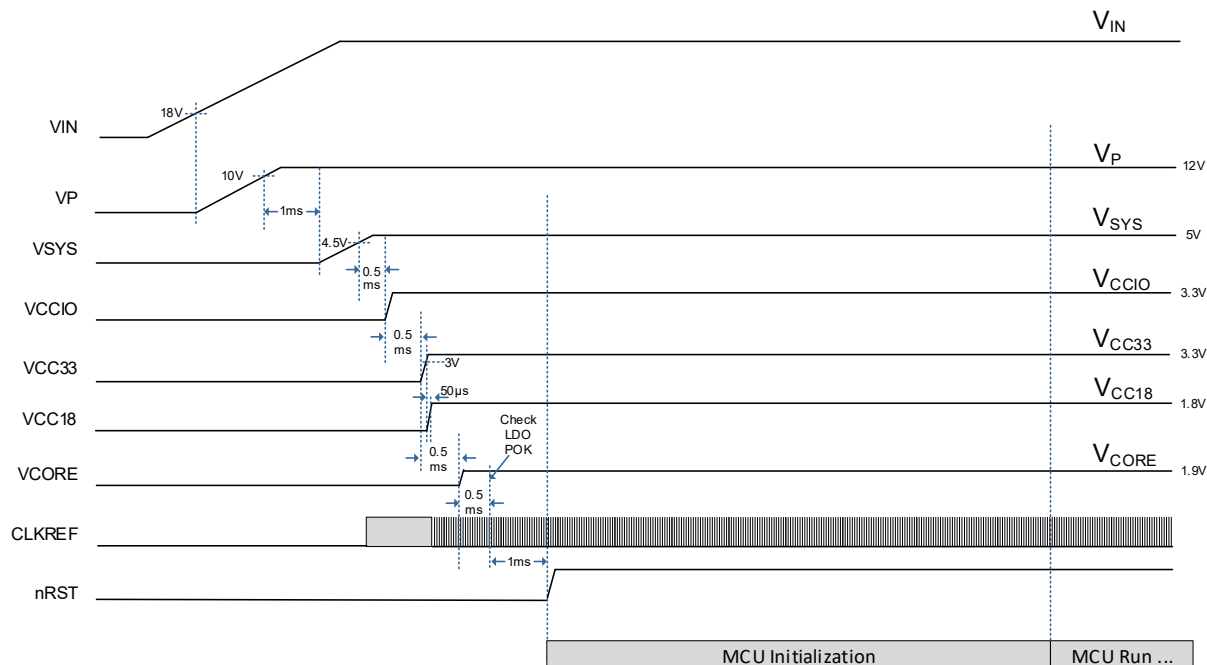 V_IN
18V
VIN
V_P
12V
10V
VP
1ms
V_SYS
5V
4.5V
VSYS
0.5
ms
V_CCIO
3.3V
VCCIO
0.5
ms
V_CC33
3.3V
3V
VCC33
50µs
V_CC18
1.8V
VCC18
Check
LDO
POK
0.5
ms
V_CORE
1.9V
VCORE
0.5
ms
CLKREF
1ms
nRST
MCU Initialization
MCU Run ...